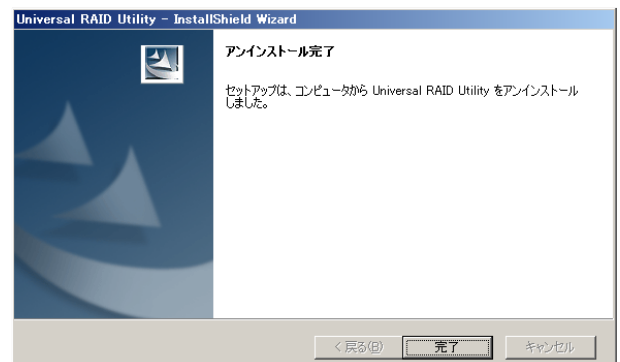 Universal RAID Utility - InstallShield Wizard
アンインストール完了
セットアップは、コンピュータから Universal RAID Utility をアンインストール
しました。
< 戻る(B)
完了
キャンセル